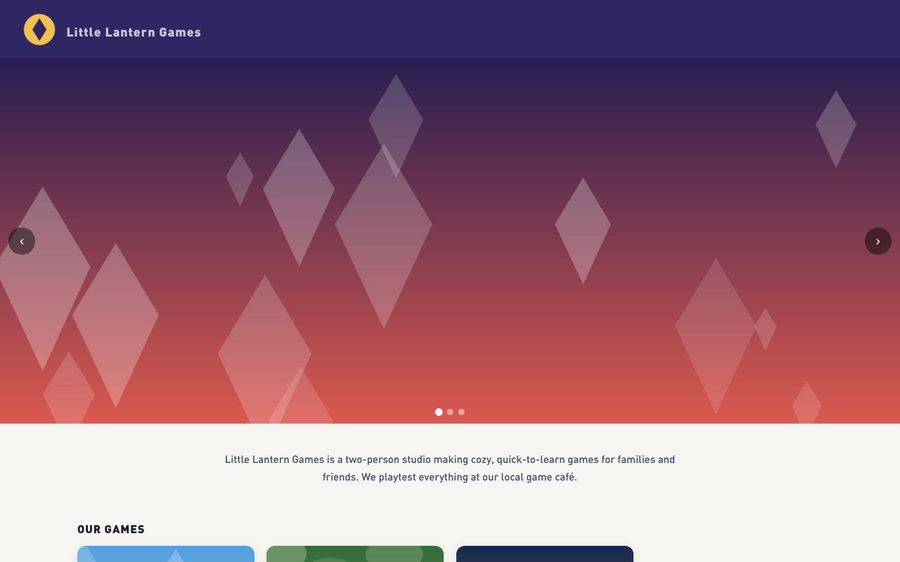 Little Lantern Games
‹
›
Little Lantern Games is a two-person studio making cozy, quick-to-learn games for families and
friends. We playtest everything at our local game café.
OUR GAMES